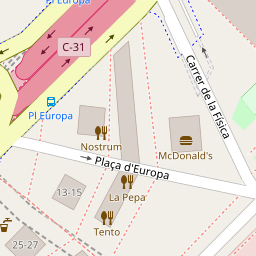 Pl Europa
C-31
Carrer de la Física
Pl Europa
Nostrum
McDonald's
Plaça d'Europa
13-15
La Pepa
Tento
25-27